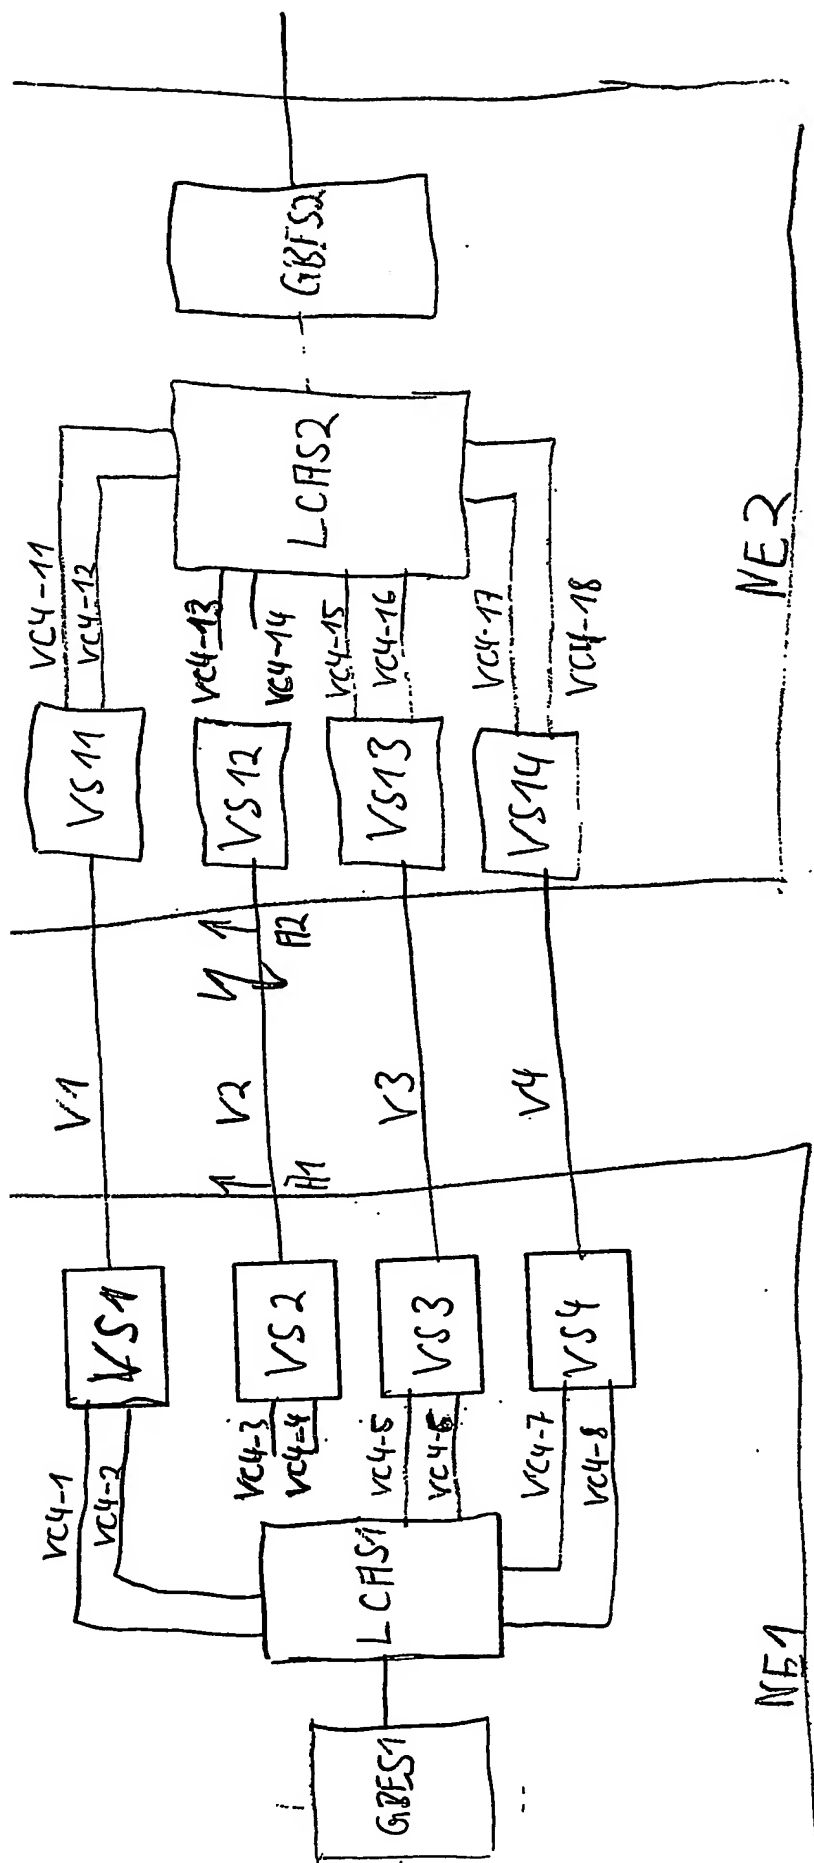 GBFS1
LCAS1
VC4-1
VC4-2
VC4-3
VC4-4
VC4-5
VC4-6
VC4-7
VC4-8
VS1
VS2
VS3
VS4
NE1
A1
V1
V2
V3
V4
A2
VS11
VS12
VS13
VS14
VC4-11
VC4-12
VC4-13
VC4-14
VC4-15
VC4-16
VC4-17
VC4-18
LCAS2
GBFS2
NE2